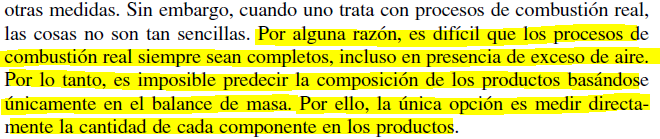 otras medidas. Sin embargo, cuando uno trata con procesos de combustión real,
las cosas no son tan sencillas. Por alguna razón, es difícil que los procesos de
combustión real siempre sean completos, incluso en presencia de exceso de aire.
Por lo tanto, es imposible predecir la composición de los productos basándose
únicamente en el balance de masa. Por ello, la única opción es medir directa-
mente la cantidad de cada componente en los productos.